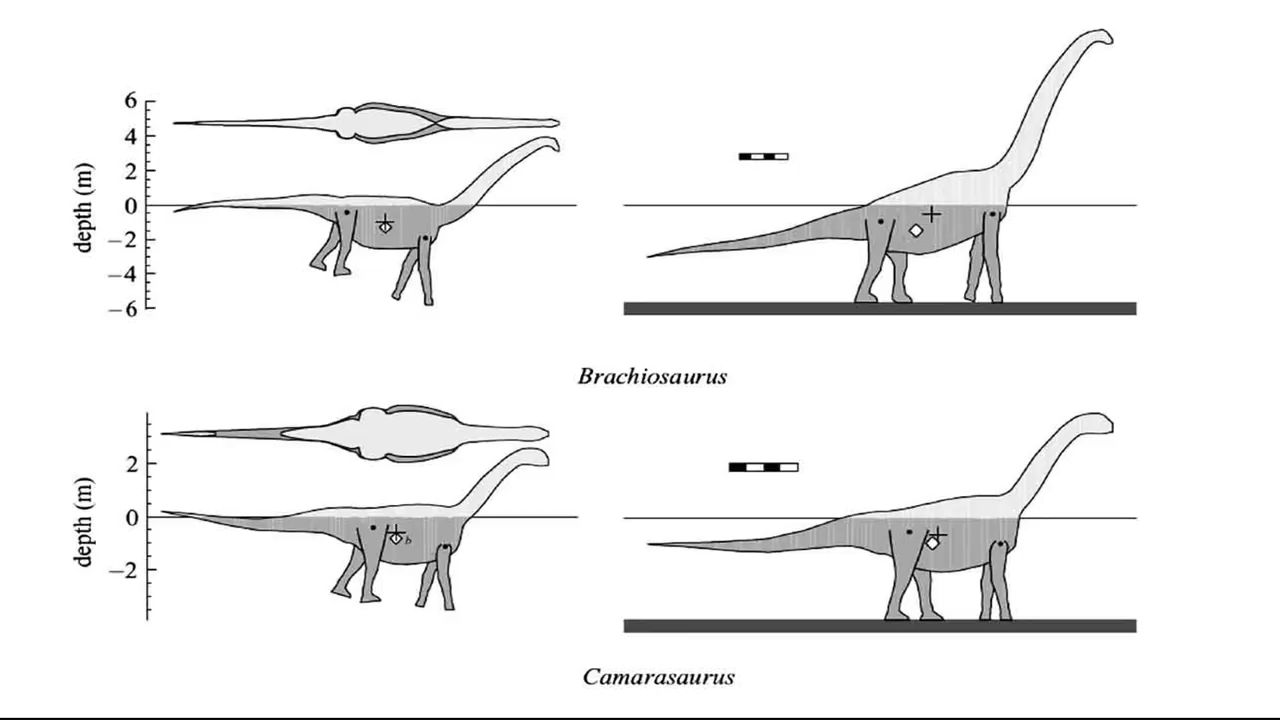 6
4
2
0
−2
−4
−6
depth (m)
Brachiosaurus
2
0
−2
depth (m)
b
Camarasaurus